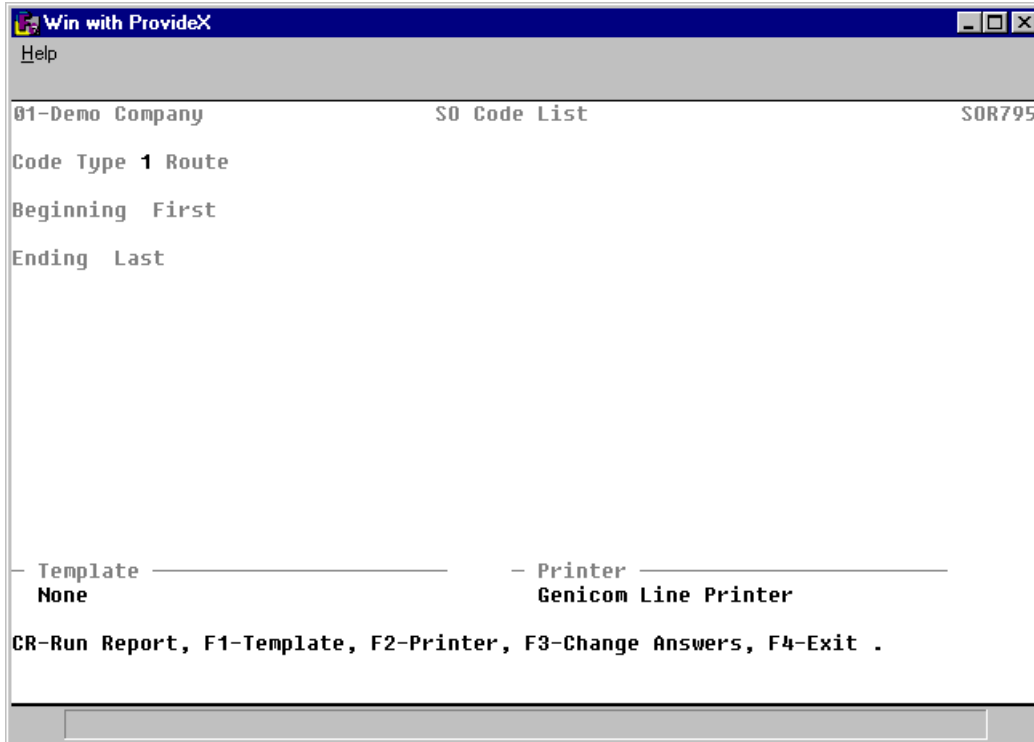 Win with ProvideX
Help
01-Demo Company SO Code List SOR795
Code Type 1 Route
Beginning First
Ending Last
Template Printer
None Genicom Line Printer
CR-Run Report, F1-Template, F2-Printer, F3-Change Answers, F4-Exit .